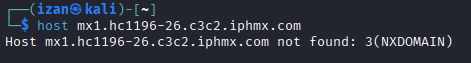 ┌──(izan㉿kali)-[~]
└─$ host mx1.hc1196-26.c3c2.iphmx.com
Host mx1.hc1196-26.c3c2.iphmx.com not found: 3(NXDOMAIN)